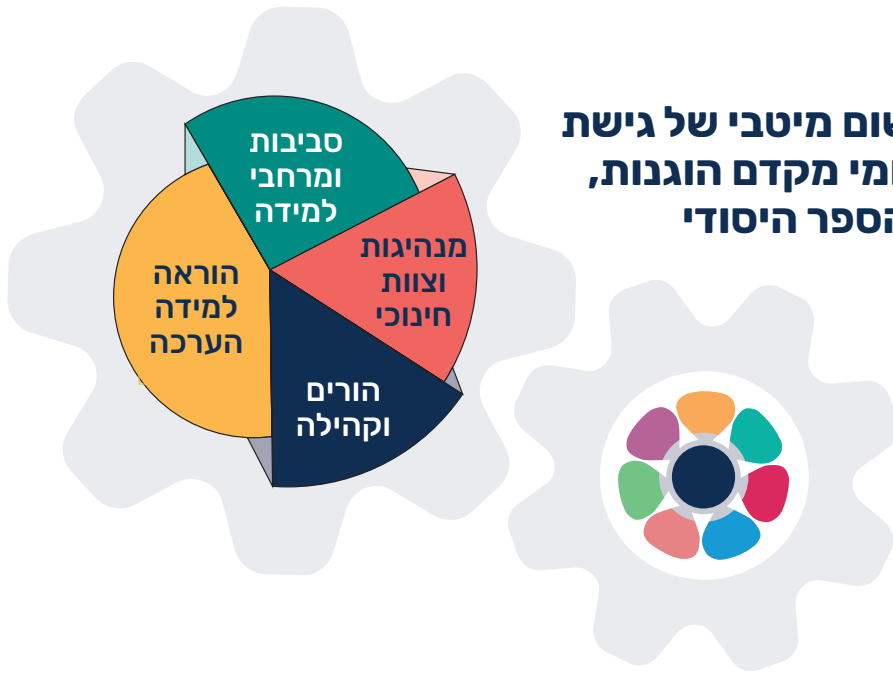 שום מיטבי של גישת
ומי מקדם הוגנות,
הספר היסודי
סביבות
ומרחבי
למידה
מנהיגות
וצוות
חינוכי
הוראה
למידה
הערכה
הורים
וקהילה